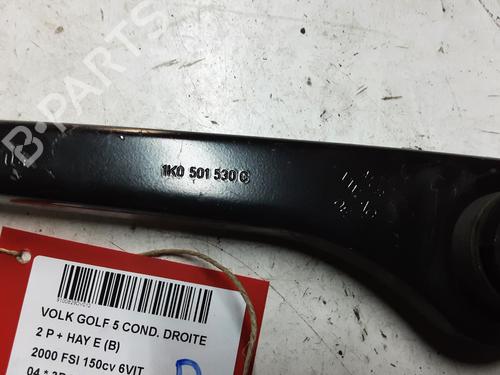 B-PARTS
1K0 501 530 C
VOLK GOLF 5 COND. DROITE
2 P + HAY E (B)
2000 FSI 150cv 6VIT